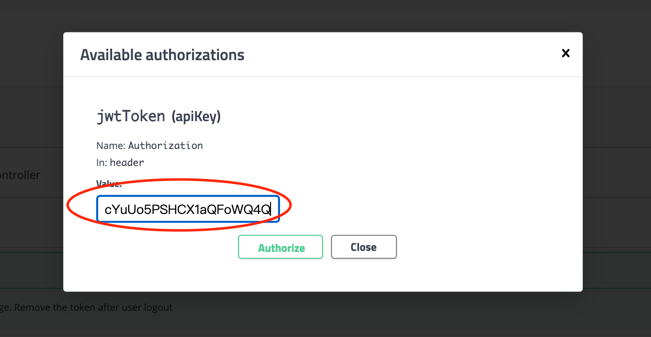 Available authorizations
×
jwtToken (apiKey)
Name: Authorization
In: header
ontroller
Value:
cYuUo5PSHCX1aQFoWQ4Q
Authorize
Close
ge. Remove the token after user logout